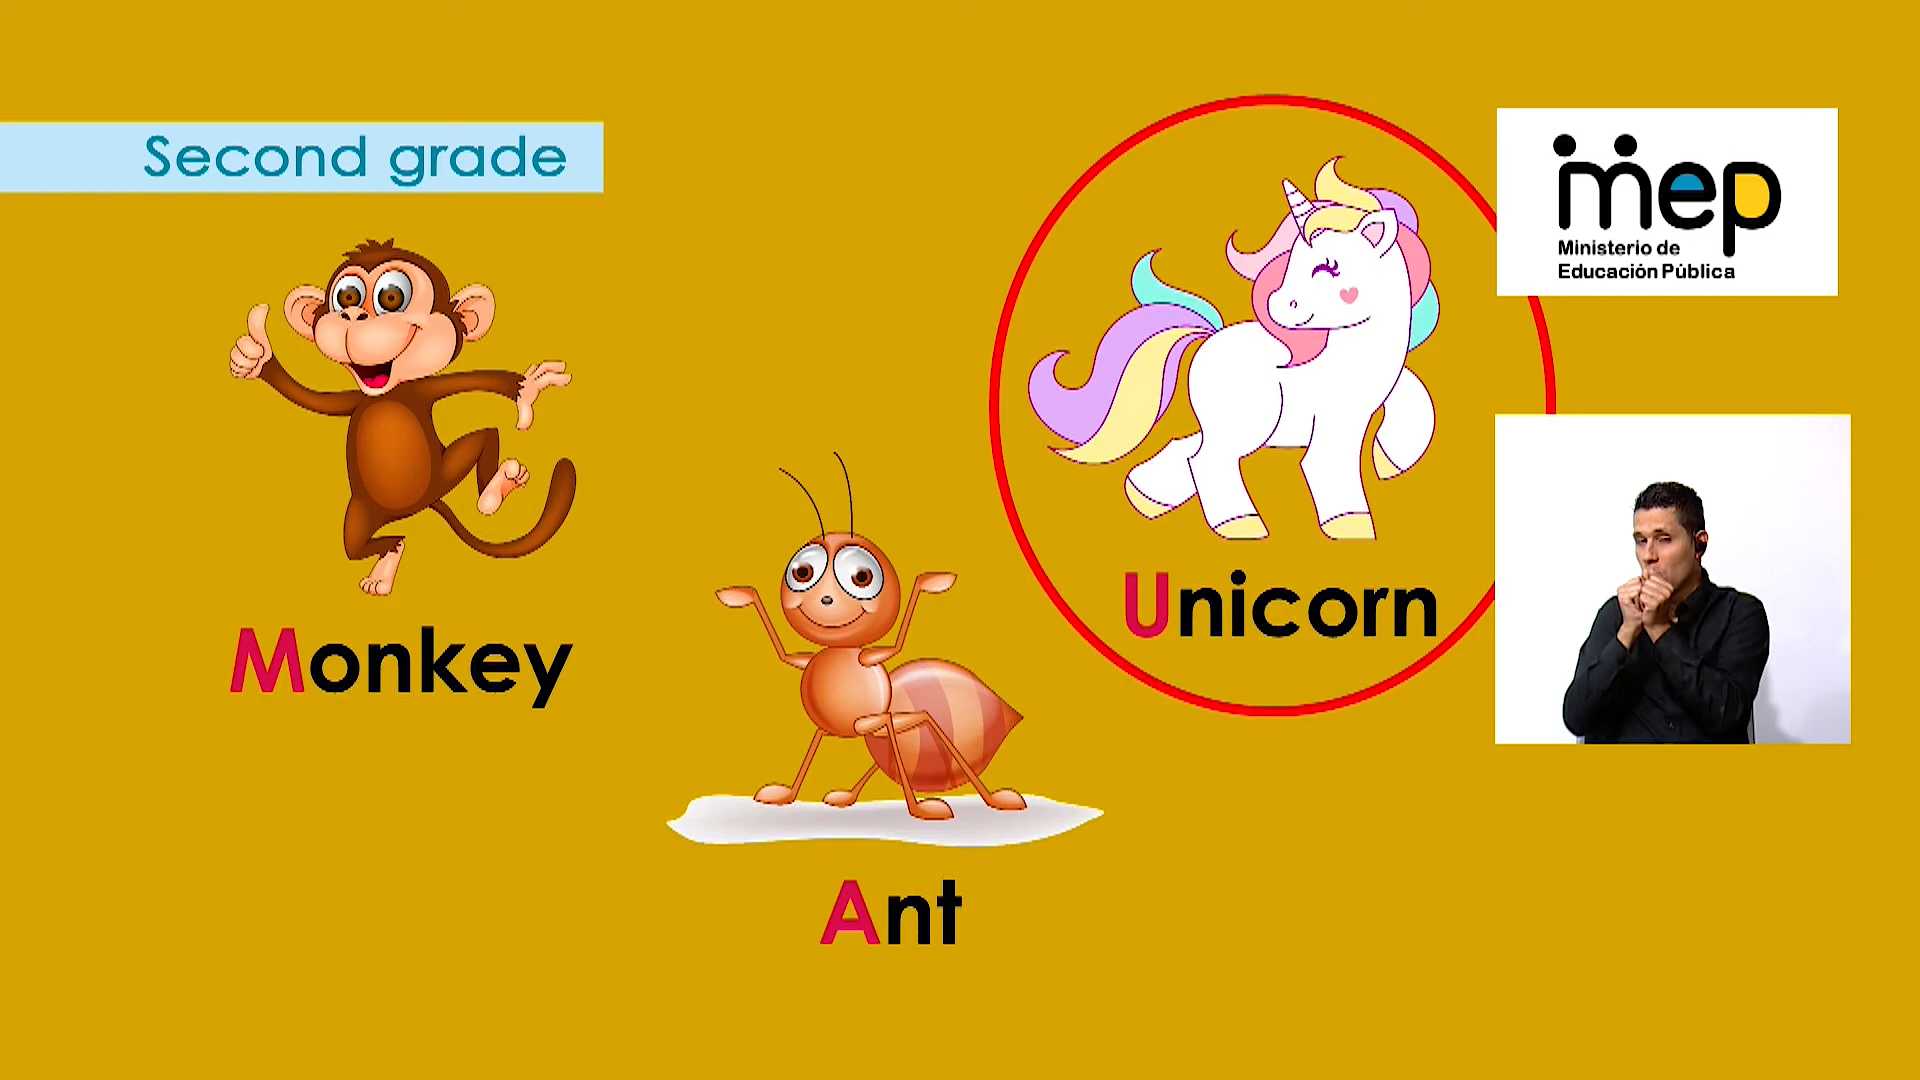 Second grade
mep
Ministerio de
Educación Pública
Monkey
Unicorn
Ant